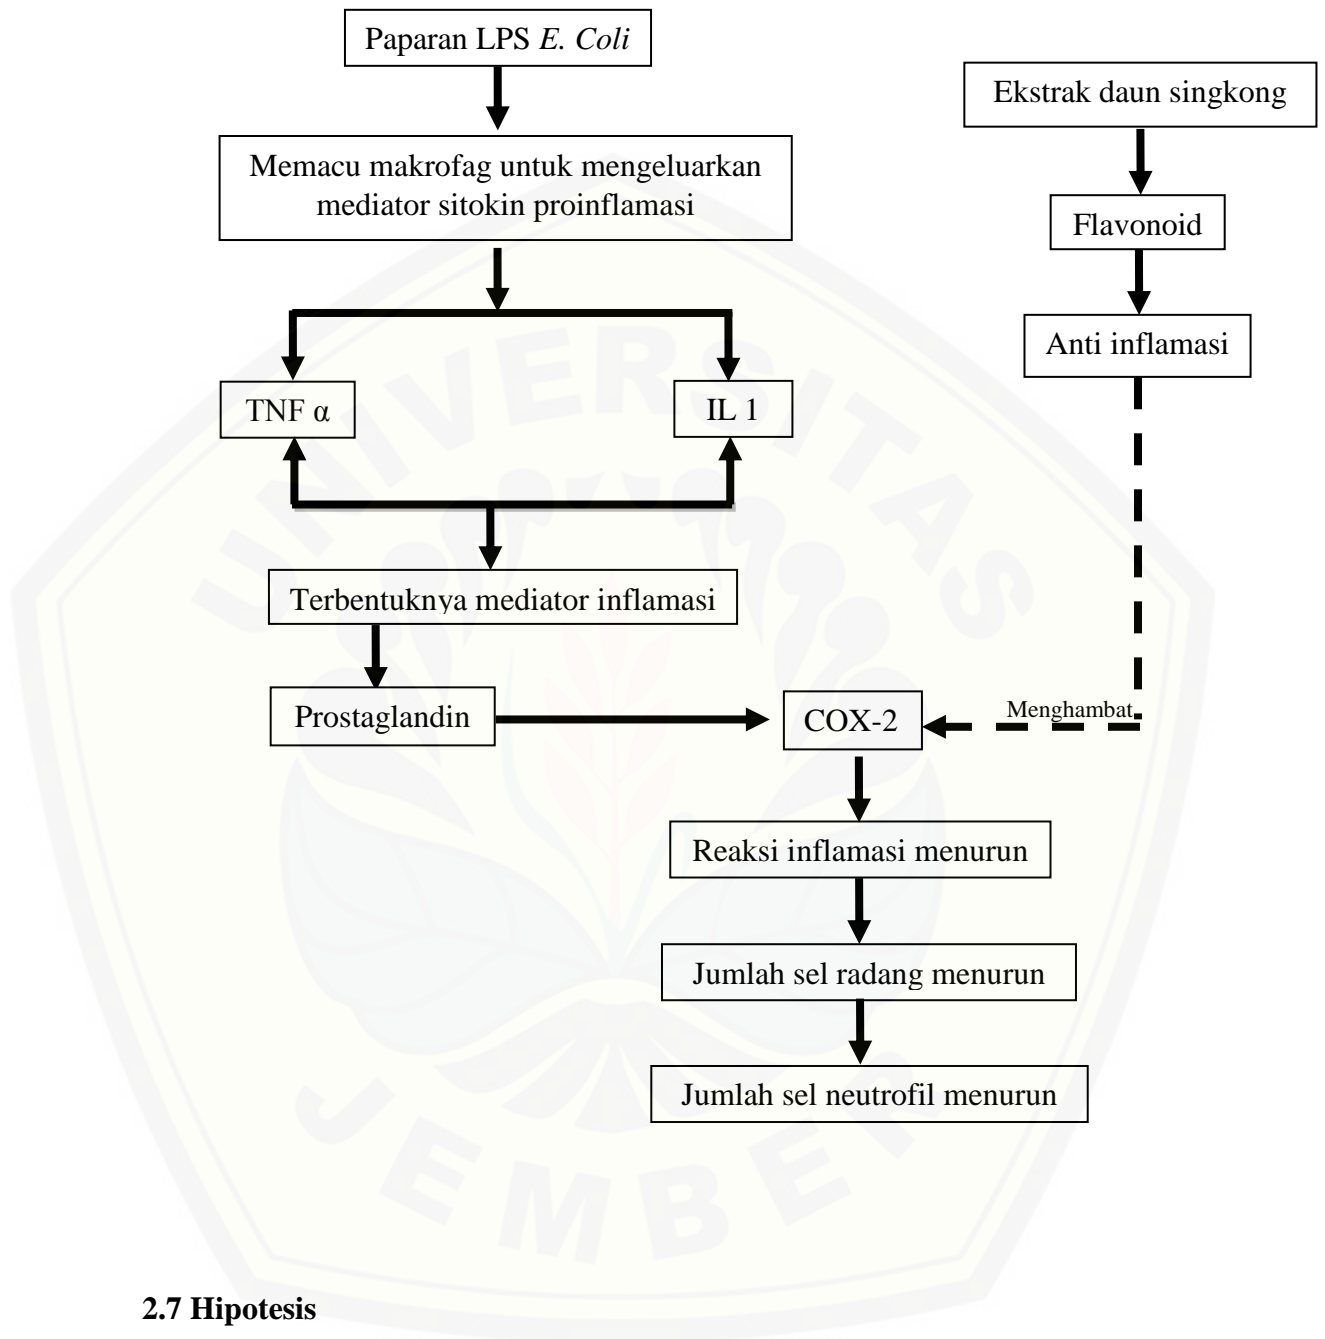 Paparan LPS E. Coli
Ekstrak daun singkong
Memacu makrofag untuk mengeluarkan
mediator sitokin proinflamasi
Flavonoid
Anti inflamasi
TNF α
IL 1
Terbentuknya mediator inflamasi
Prostaglandin
COX-2
Menghambat
Reaksi inflamasi menurun
Jumlah sel radang menurun
Jumlah sel neutrofil menurun
2.7 Hipotesis
UNIVERSITAS
JEMBER